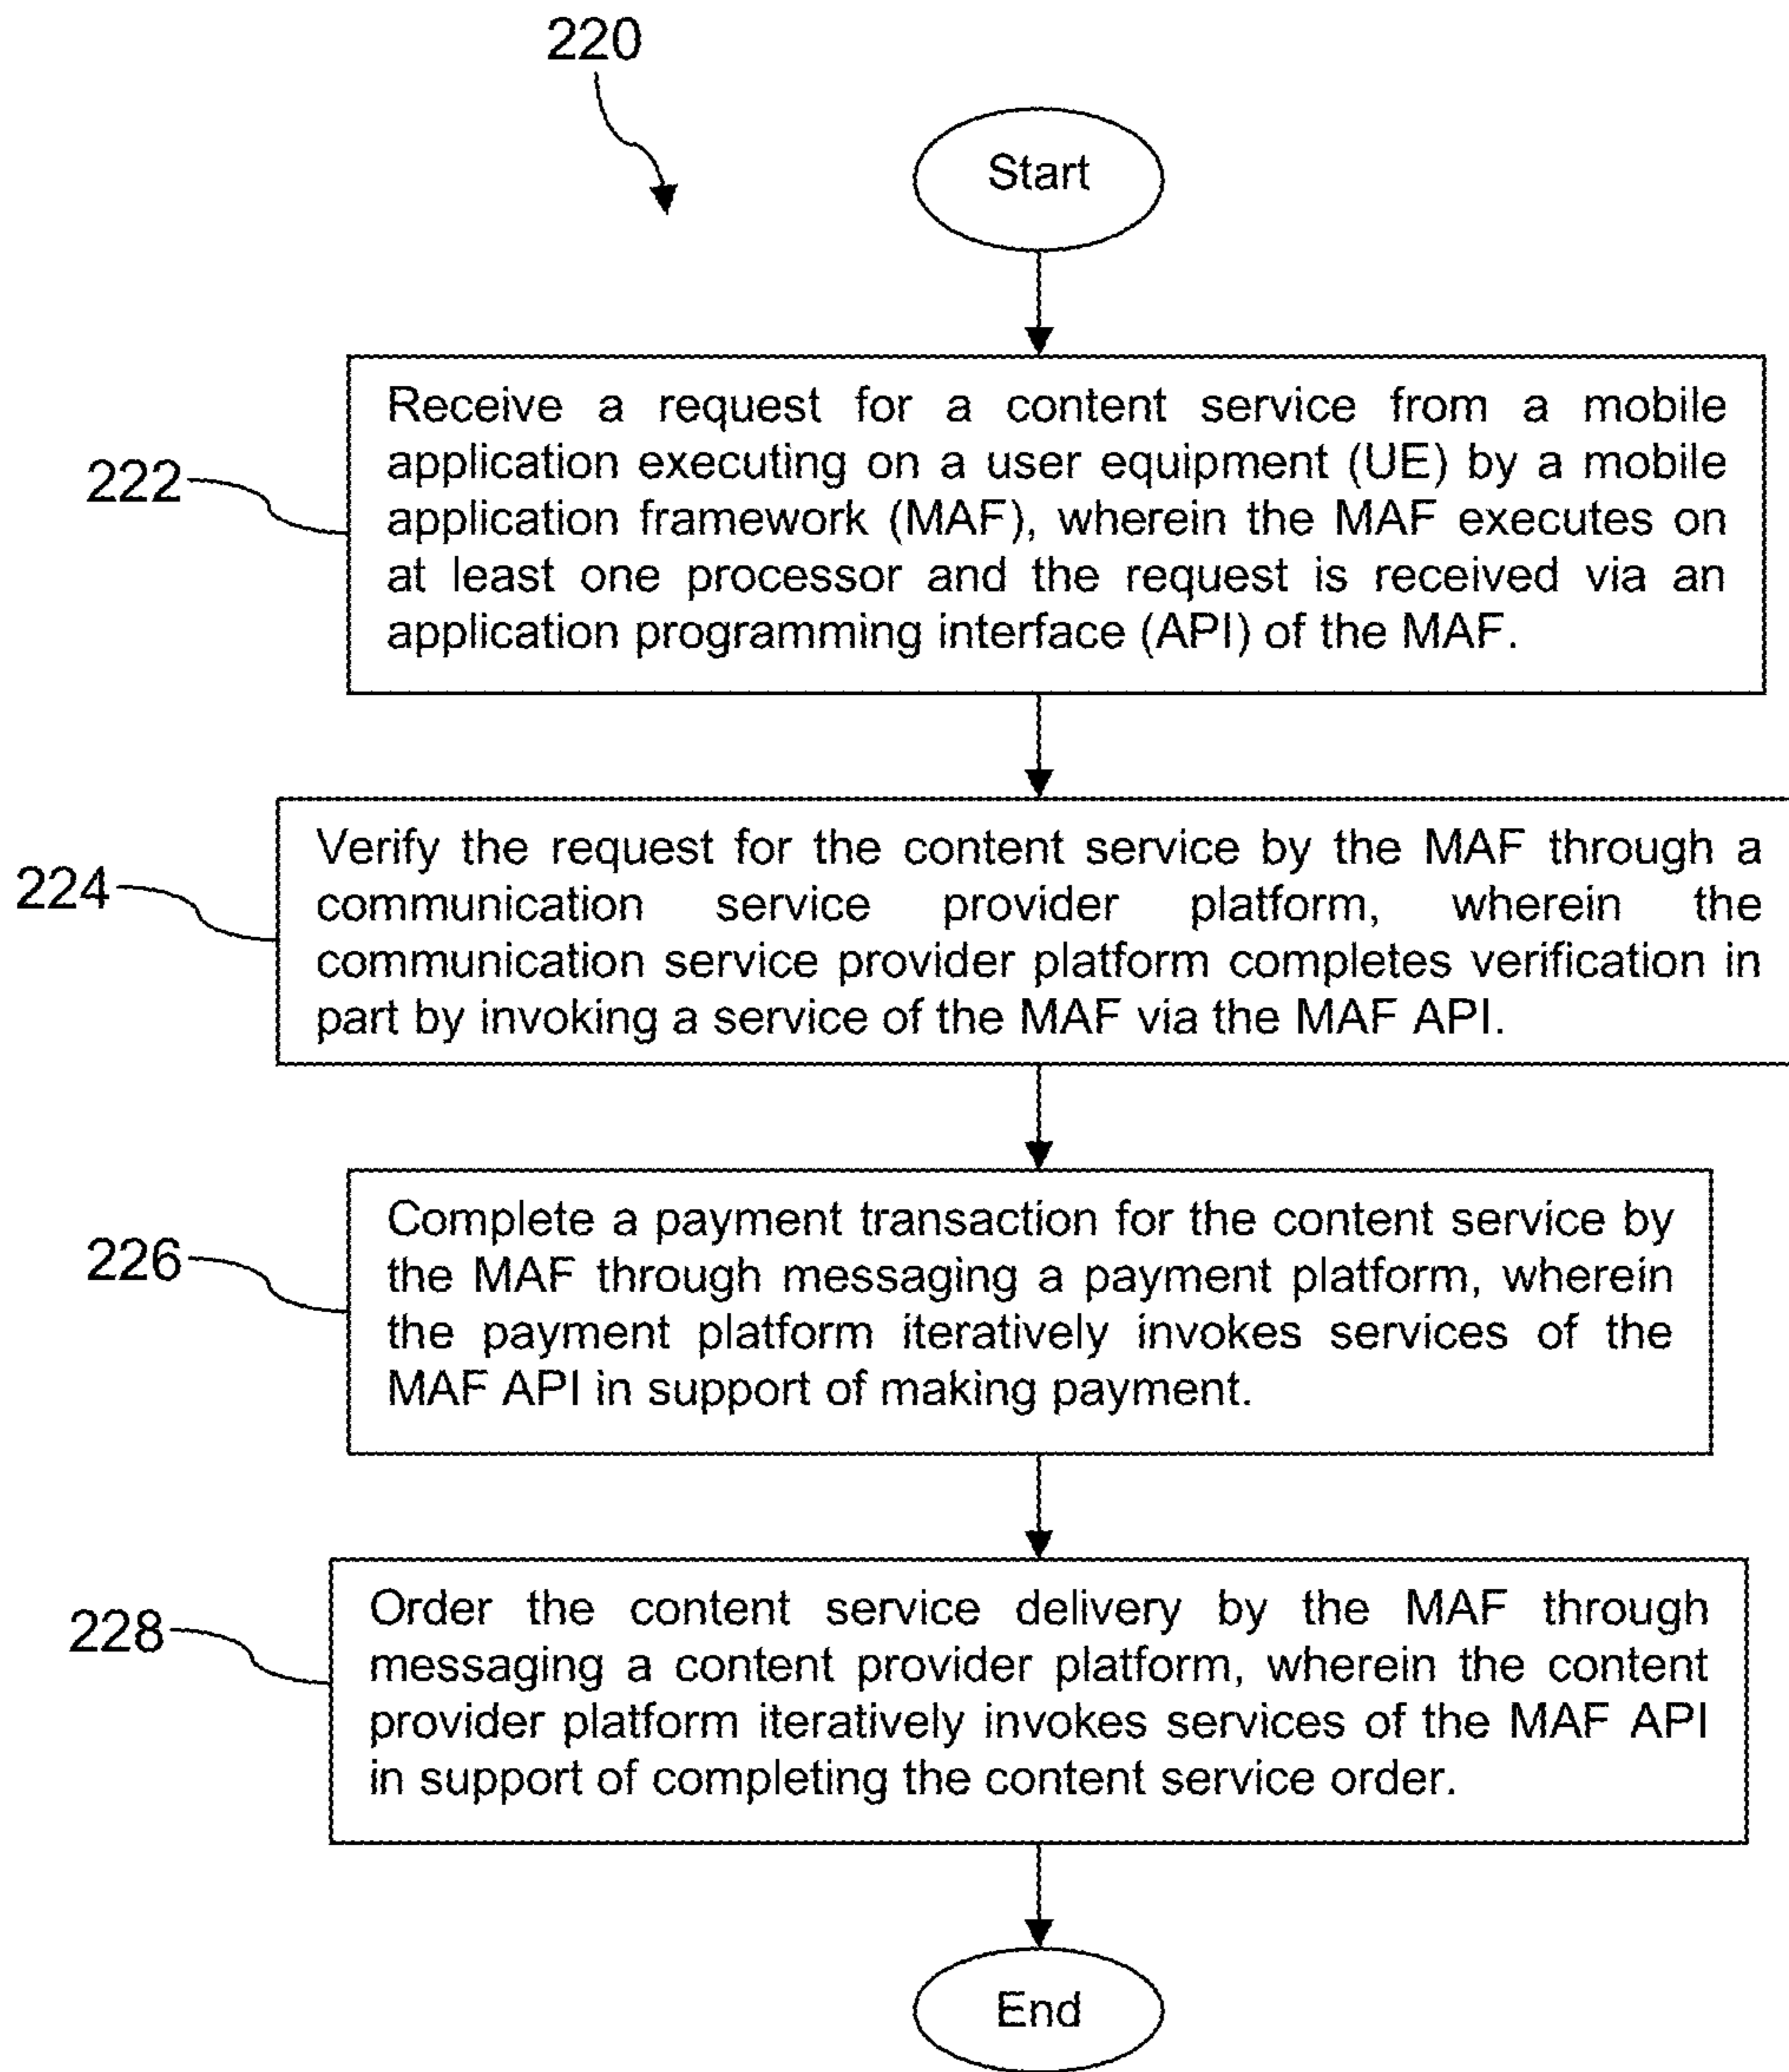 220
Start
222
Receive a request for a content service from a mobile
application executing on a user equipment (UE) by a mobile
application framework (MAF), wherein the MAF executes on
at least one processor and the request is received via an
application programming interface (API) of the MAF.
224
Verify the request for the content service by the MAF through a
communication service provider platform, wherein the
communication service provider platform completes verification in
part by invoking a service of the MAF via the MAF API.
226
Complete a payment transaction for the content service by
the MAF through messaging a payment platform, wherein
the payment platform iteratively invokes services of the
MAF API in support of making payment.
228
Order the content service delivery by the MAF through
messaging a content provider platform, wherein the content
provider platform iteratively invokes services of the MAF API
in support of completing the content service order.
End